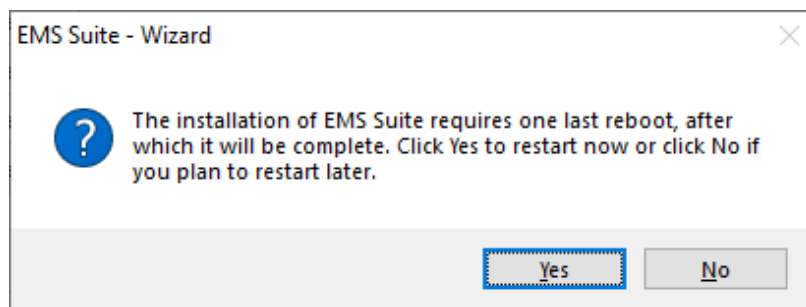 EMS Suite - Wizard
The installation of EMS Suite requires one last reboot, after
which it will be complete. Click Yes to restart now or click No if
you plan to restart later.
Yes
No